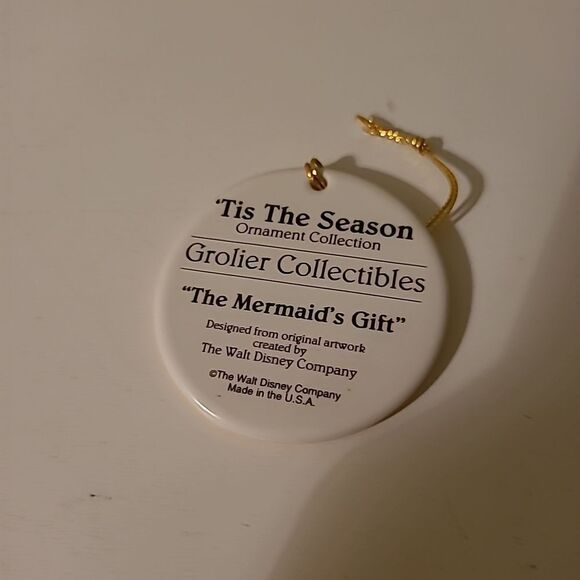 ‘Tis The Season
Ornament Collection
Grolier Collectibles
“The Mermaid's Gift”
Designed from original artwork
created by
The Walt Disney Company
©The Walt Disney Company
Made in the U.S.A.